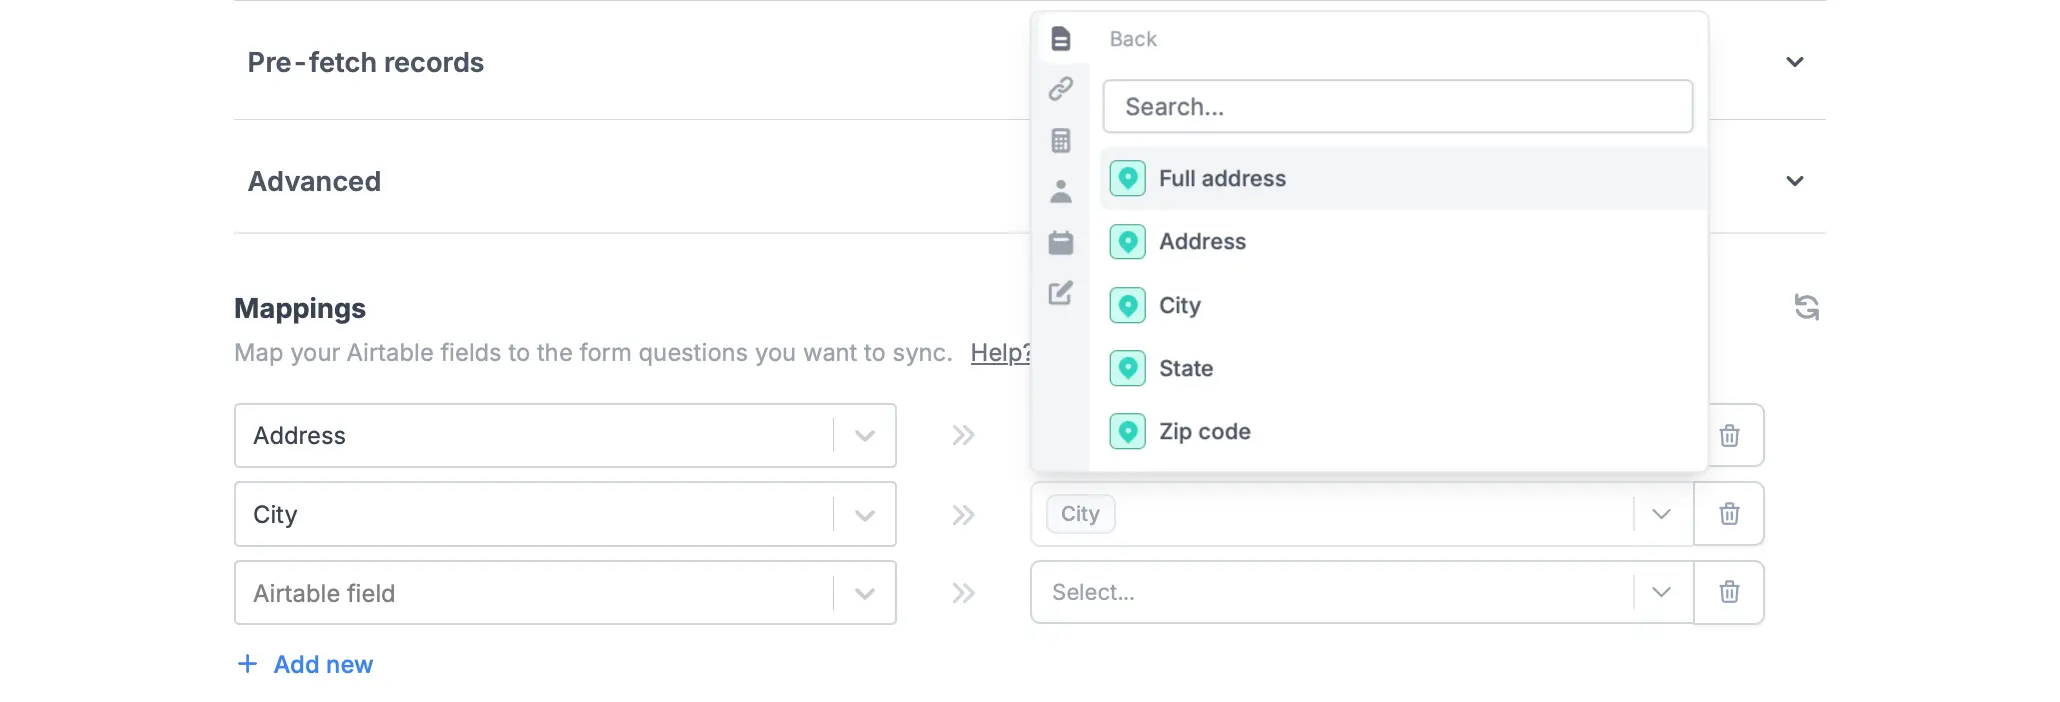 Pre-fetch records
Advanced
Mappings
Map your Airtable fields to the form questions you want to sync. Help?
Address
City
Airtable field
+ Add new
Back
Search...
Full address
Address
City
State
Zip code
City
Select...